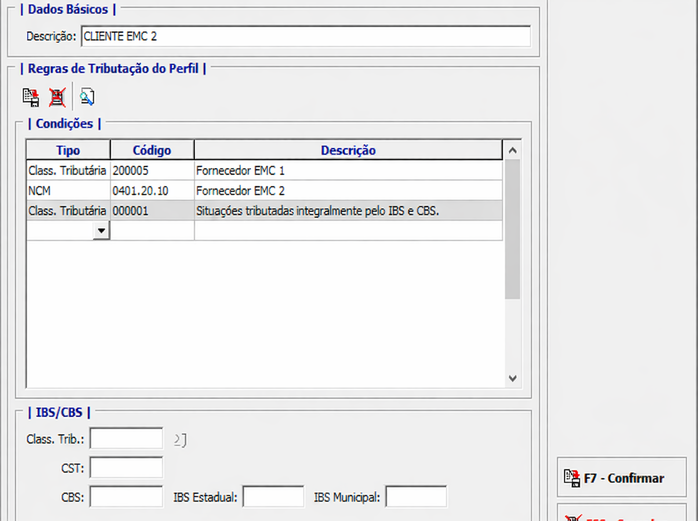 | Dados Básicos |
Descrição: CLIENTE EMC 2
| Regras de Tributação do Perfil |
| Condições |
Tipo Código Descrição
Class. Tributária 200005 Fornecedor EMC 1
NCM 0401.20.10 Fornecedor EMC 2
Class. Tributária 000001 Situações tributadas integralmente pelo IBS e CBS.
| IBS/CBS |
Class. Trib.:
CST:
CBS: IBS Estadual: IBS Municipal:
F7 - Confirmar